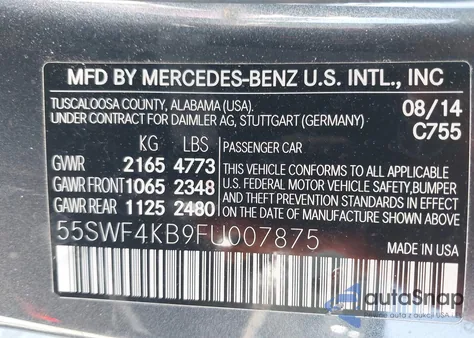 MFD BY MERCEDES-BENZ U.S. INTL., INC
TUSCALOOSA COUNTY, ALABAMA (USA). 08/14
UNDER CONTRACT FOR DAIMLER AG, STUTTGART (GERMANY) C755
KG LBS PASSENGER CAR
GVWR 2165 4773 THIS VEHICLE CONFORMS TO ALL APPLICABLE
GAWR FRONT 1065 2348 U.S. FEDERAL MOTOR VEHICLE SAFETY,BUMPER
GAWR REAR 1125 2480 AND THEFT PREVENTION STANDARDS IN EFFECT
ON THE DATE OF MANUFACTURE SHOWN ABOVE.
55SWF4KB9FU007875
autoSnap
auto z aukcji USA